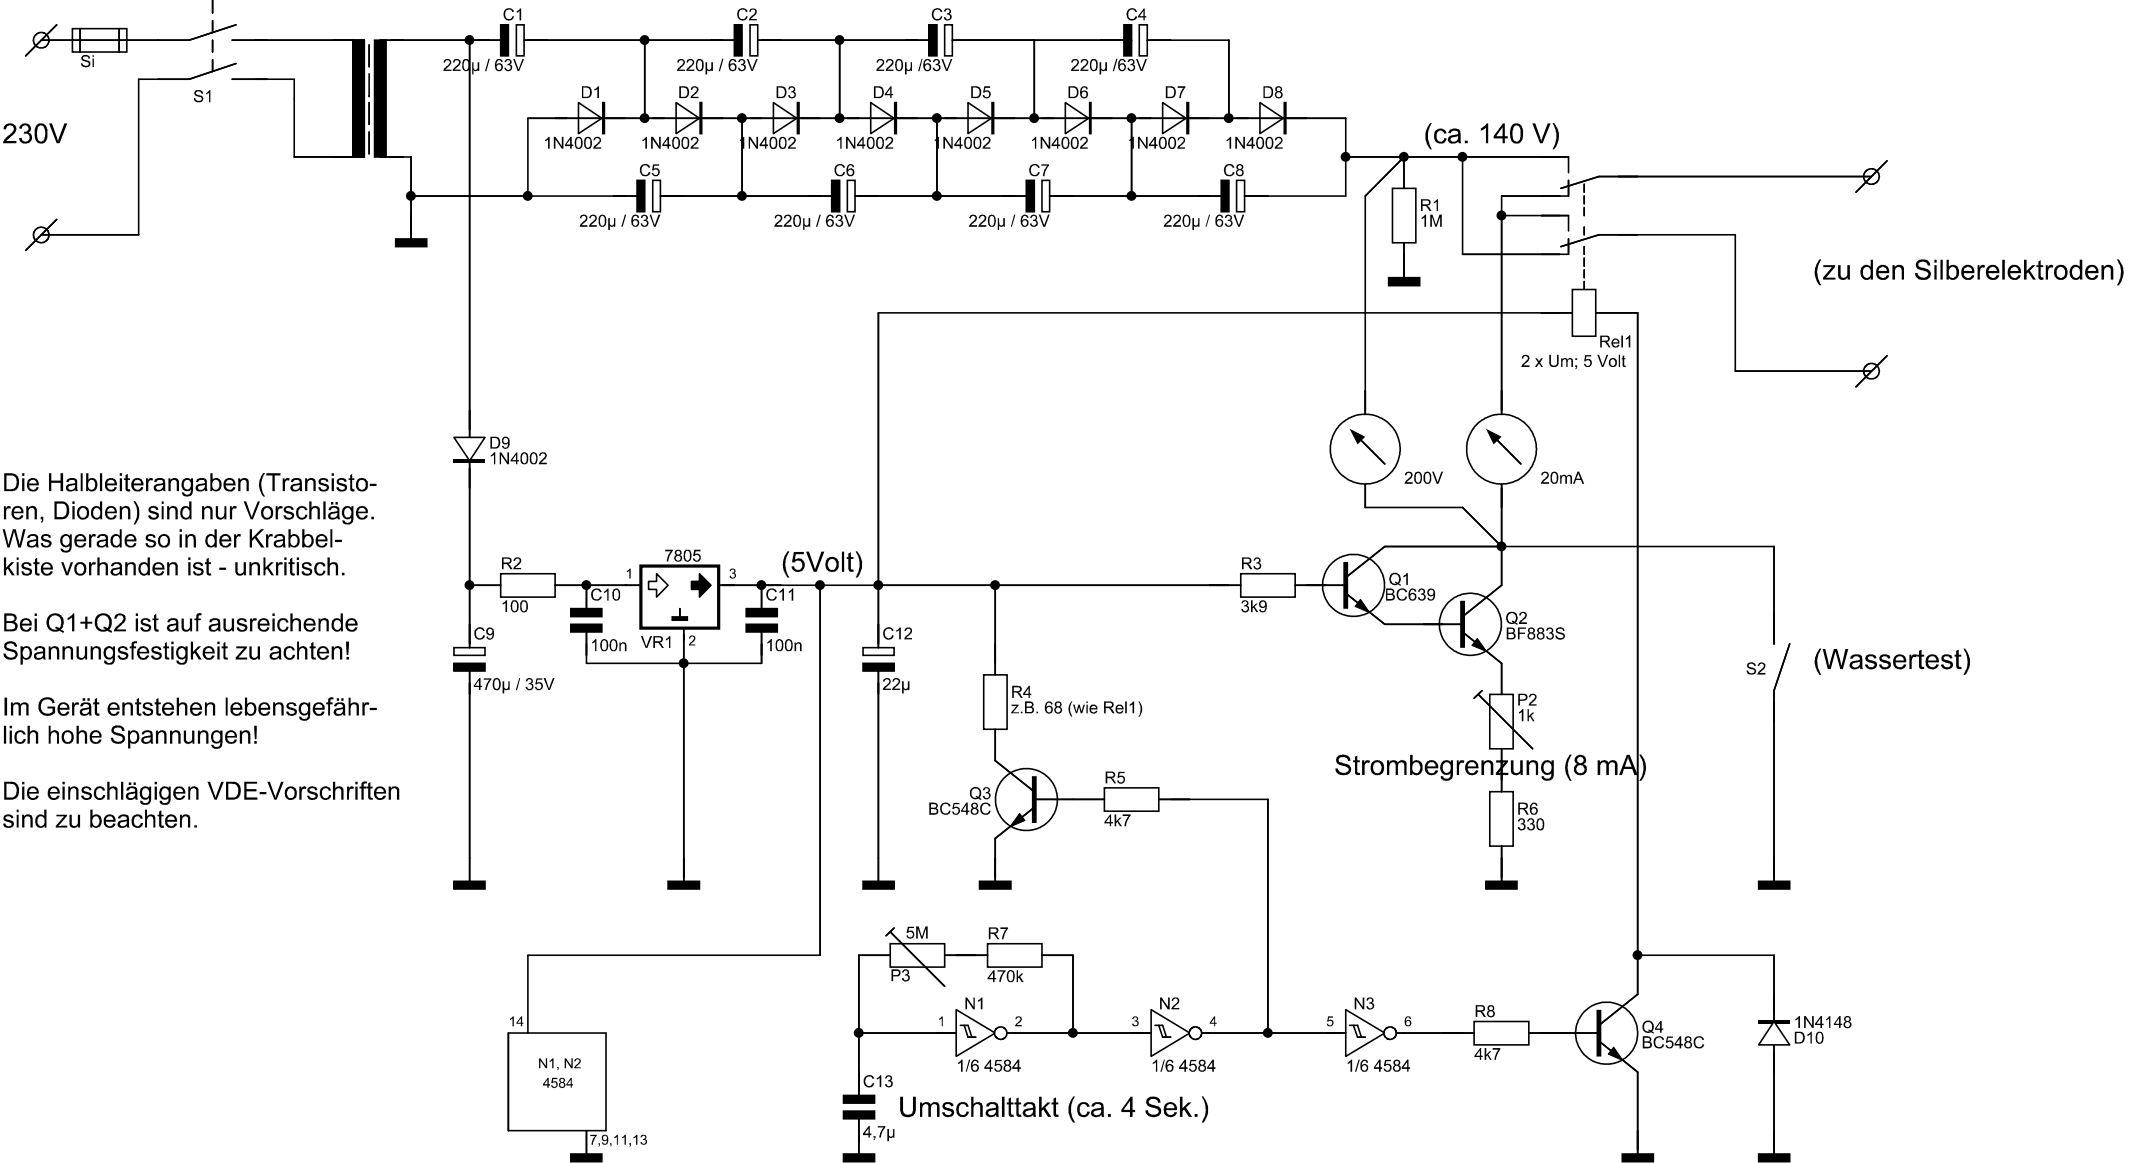 C1
C2
C3
C4
Si
220µ / 63V
220µ / 63V
220µ /63V
220µ /63V
S1
D1
D2
D3
D4
D5
D6
D7
D8
230V
1N4002
1N4002
1N4002
1N4002
1N4002
1N4002
1N4002
1N4002
(ca. 140 V)
C5
C6
C7
C8
220µ / 63V
220µ / 63V
220µ / 63V
220µ / 63V
R1
1M
(zu den Silberelektroden)
Rel1
2 x Um; 5 Volt
D9
1N4002
200V
20mA
Die Halbleiterangaben (Transisto-
ren, Dioden) sind nur Vorschläge.
Was gerade so in der Krabbel-
kiste vorhanden ist - unkritisch.
Bei Q1+Q2 ist auf ausreichende
Spannungsfestigkeit zu achten!
Im Gerät entstehen lebensgefähr-
lich hohe Spannungen!
Die einschlägigen VDE-Vorschriften
sind zu beachten.
R2
100
7805
1
3
2
VR1
C10
100n
C11
100n
(5Volt)
C9
470µ / 35V
C12
22µ
R3
3k9
Q1
BC639
Q2
BF883S
S2
(Wassertest)
R4
z.B. 68 (wie Rel1)
P2
1k
Strombegrenzung (8 mA)
Q3
BC548C
R5
4k7
R6
330
5M
P3
R7
470k
14
N1, N2
4584
7,9,11,13
N1
1
2
1/6 4584
N2
3
4
1/6 4584
N3
5
6
1/6 4584
R8
4k7
Q4
BC548C
1N4148
D10
C13
4,7µ
Umschalttakt (ca. 4 Sek.)